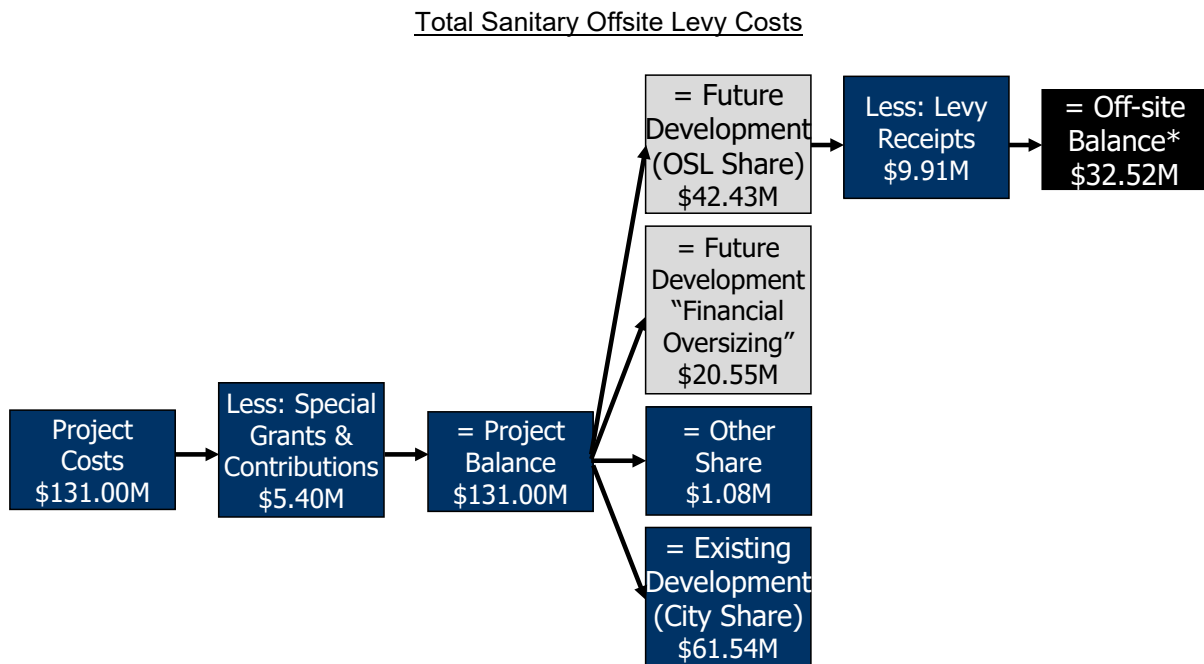 Total Sanitary Offsite Levy Costs
Project
Costs
$131.00M
Less: Special
Grants &
Contributions
$5.40M
= Project
Balance
$131.00M
= Future
Development
(OSL Share)
$42.43M
Less: Levy
Receipts
$9.91M
= Off-site
Balance*
$32.52M
= Future
Development
“Financial
Oversizing”
$20.55M
= Other
Share
$1.08M
= Existing
Development
(City Share)
$61.54M